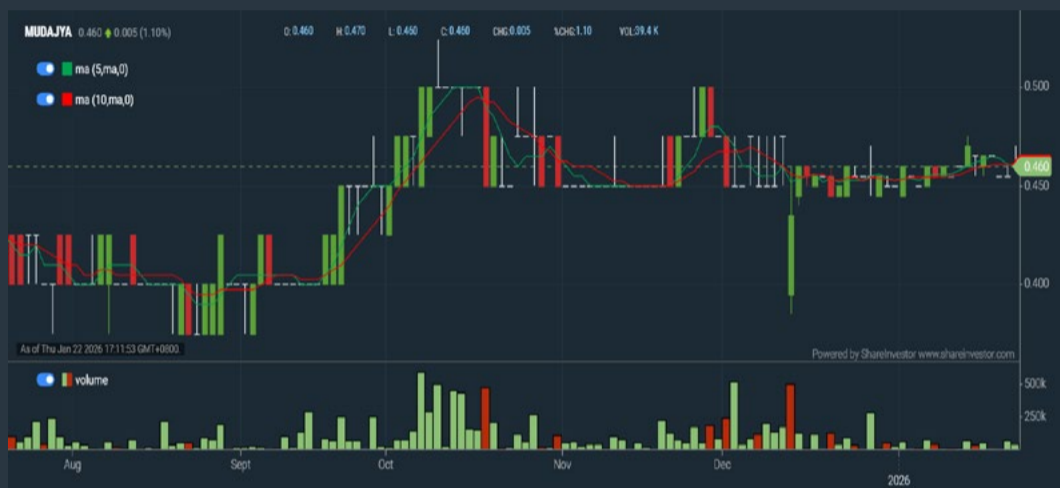 MUDAJYA 0.460 0.005 (1.10%) O: 0.460 H: 0.470 L: 0.460 C: 0.460 CHG:0.005 %CHG:1.10 VOL:39.4 K
ma (5,ma,0)
ma (10,ma,0)
0.500
0.460
0.450
0.400
As of Thu Jan 22 2026 17:11:53 GMT+0800.
Powered by ShareInvestor www.shareinvestor.com
volume
500k
250k
Aug Sept Oct Nov Dec
2026